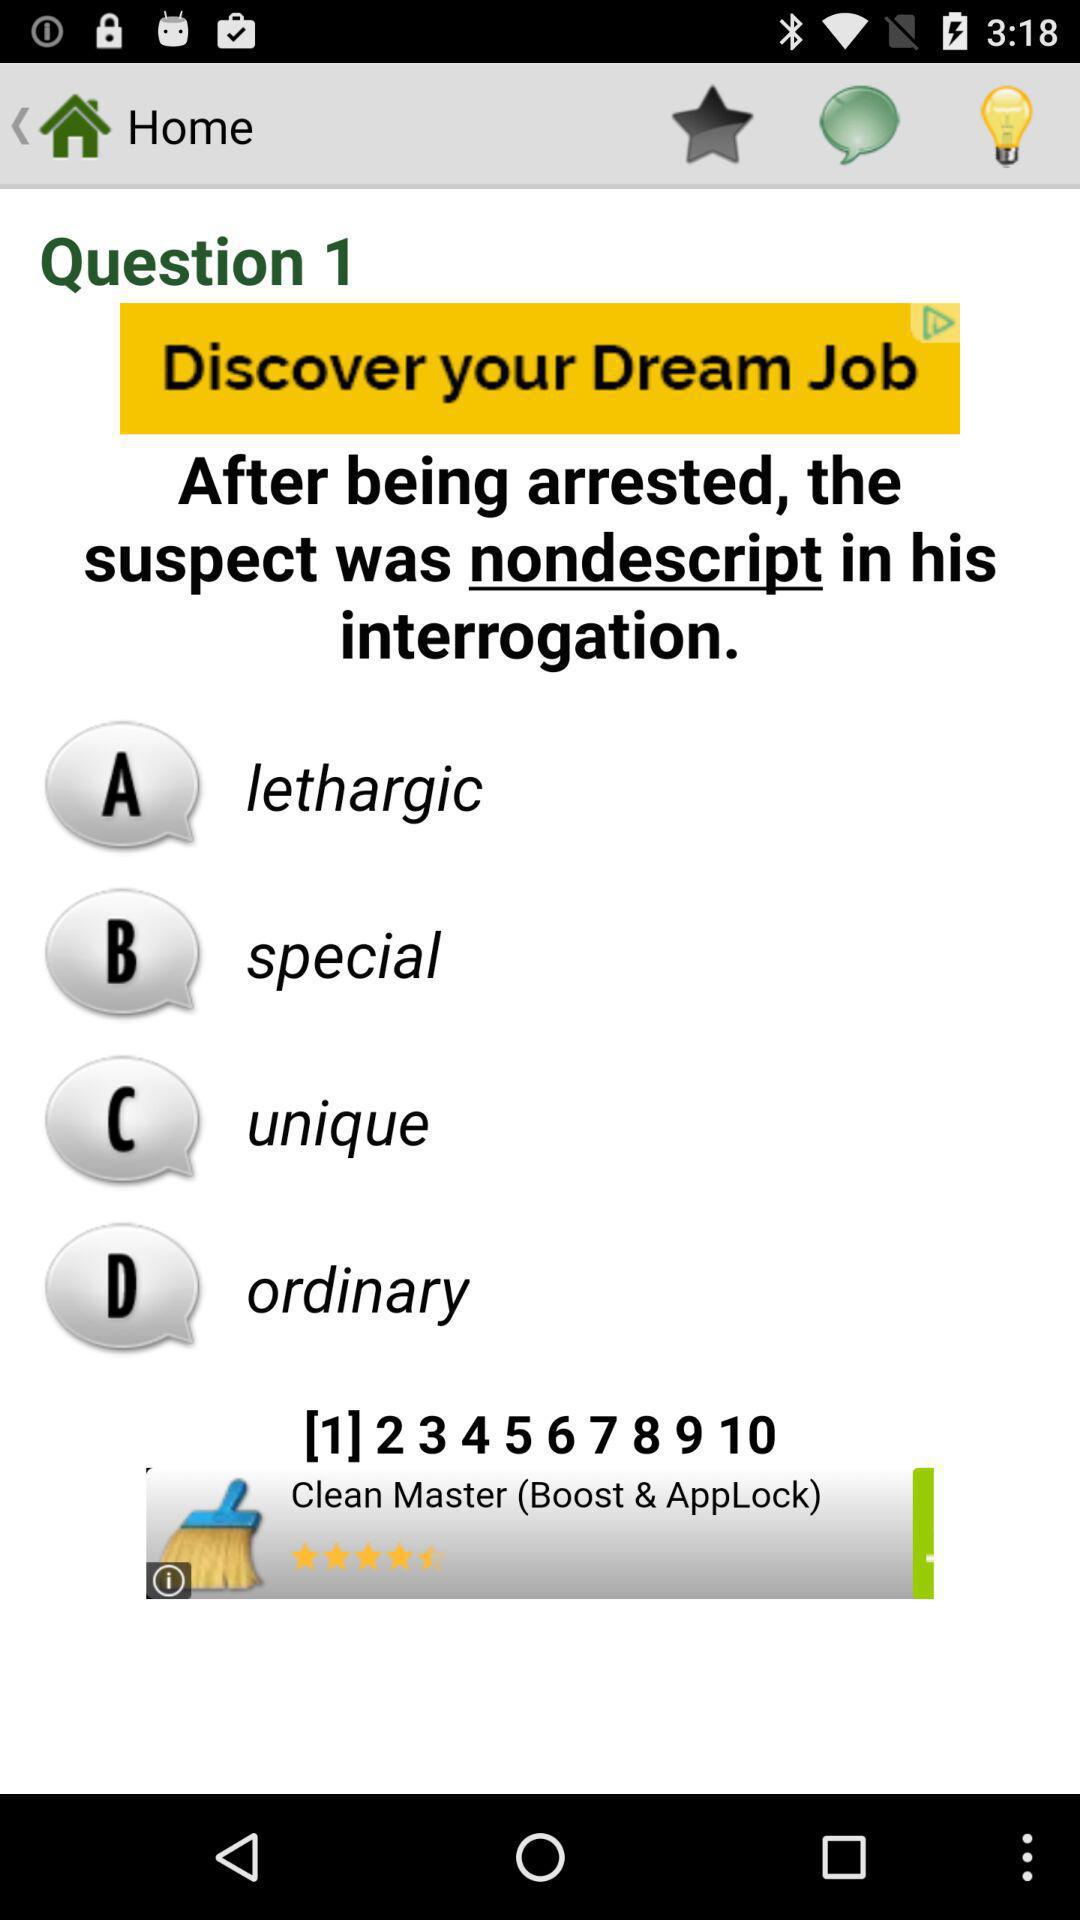 3:18
Home
Question 1
Discover your Dream Job
After being arrested, the
suspect was nondescript in his
interrogation.
A lethargic
B special
C unique
D ordinary
[1] 2 3 4 5 6 7 8 9 10
Clean Master (Boost & AppLock)